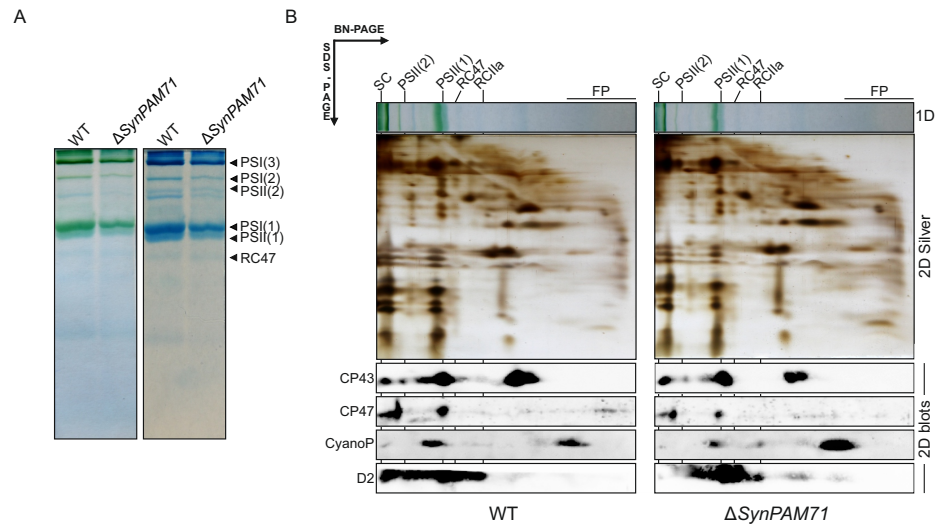 A
B
BN-PAGE
SDS-PAGE
WT
ΔSynPAM71
WT
ΔSynPAM71
PSI(3)
PSI(2)
PSII(2)
PSI(1)
PSII(1)
RC47
SC
PSII(2)
PSII(1)
RC47
RCIIa
FP
SC
PSII(2)
PSII(1)
RC47
RCIIa
FP
1D
2D Silver
CP43
CP47
CyanoP
D2
2D blots
WT
ΔSynPAM71